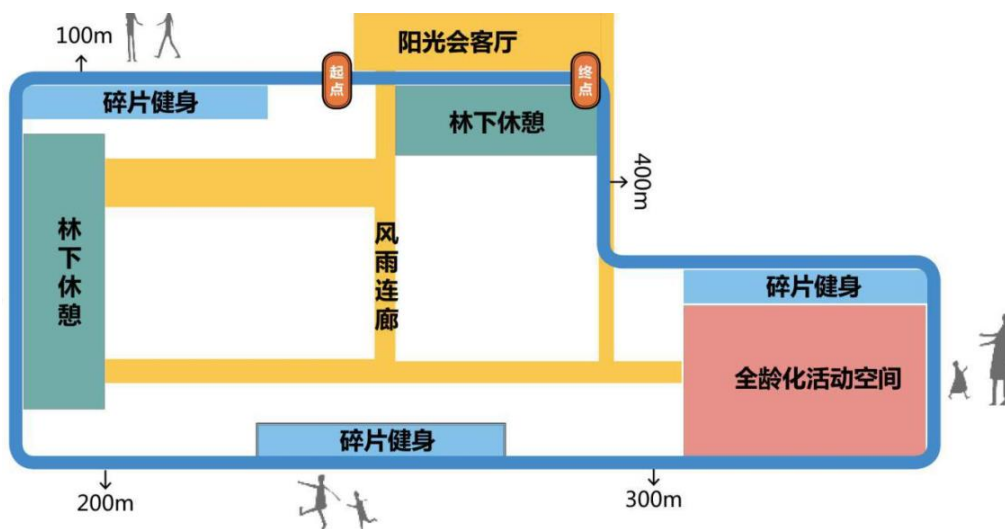 100m
阳光会客厅
起点
终点
碎片健身
林下休憩
400m
林下休憩
风雨连廊
碎片健身
全龄化活动空间
碎片健身
200m
300m